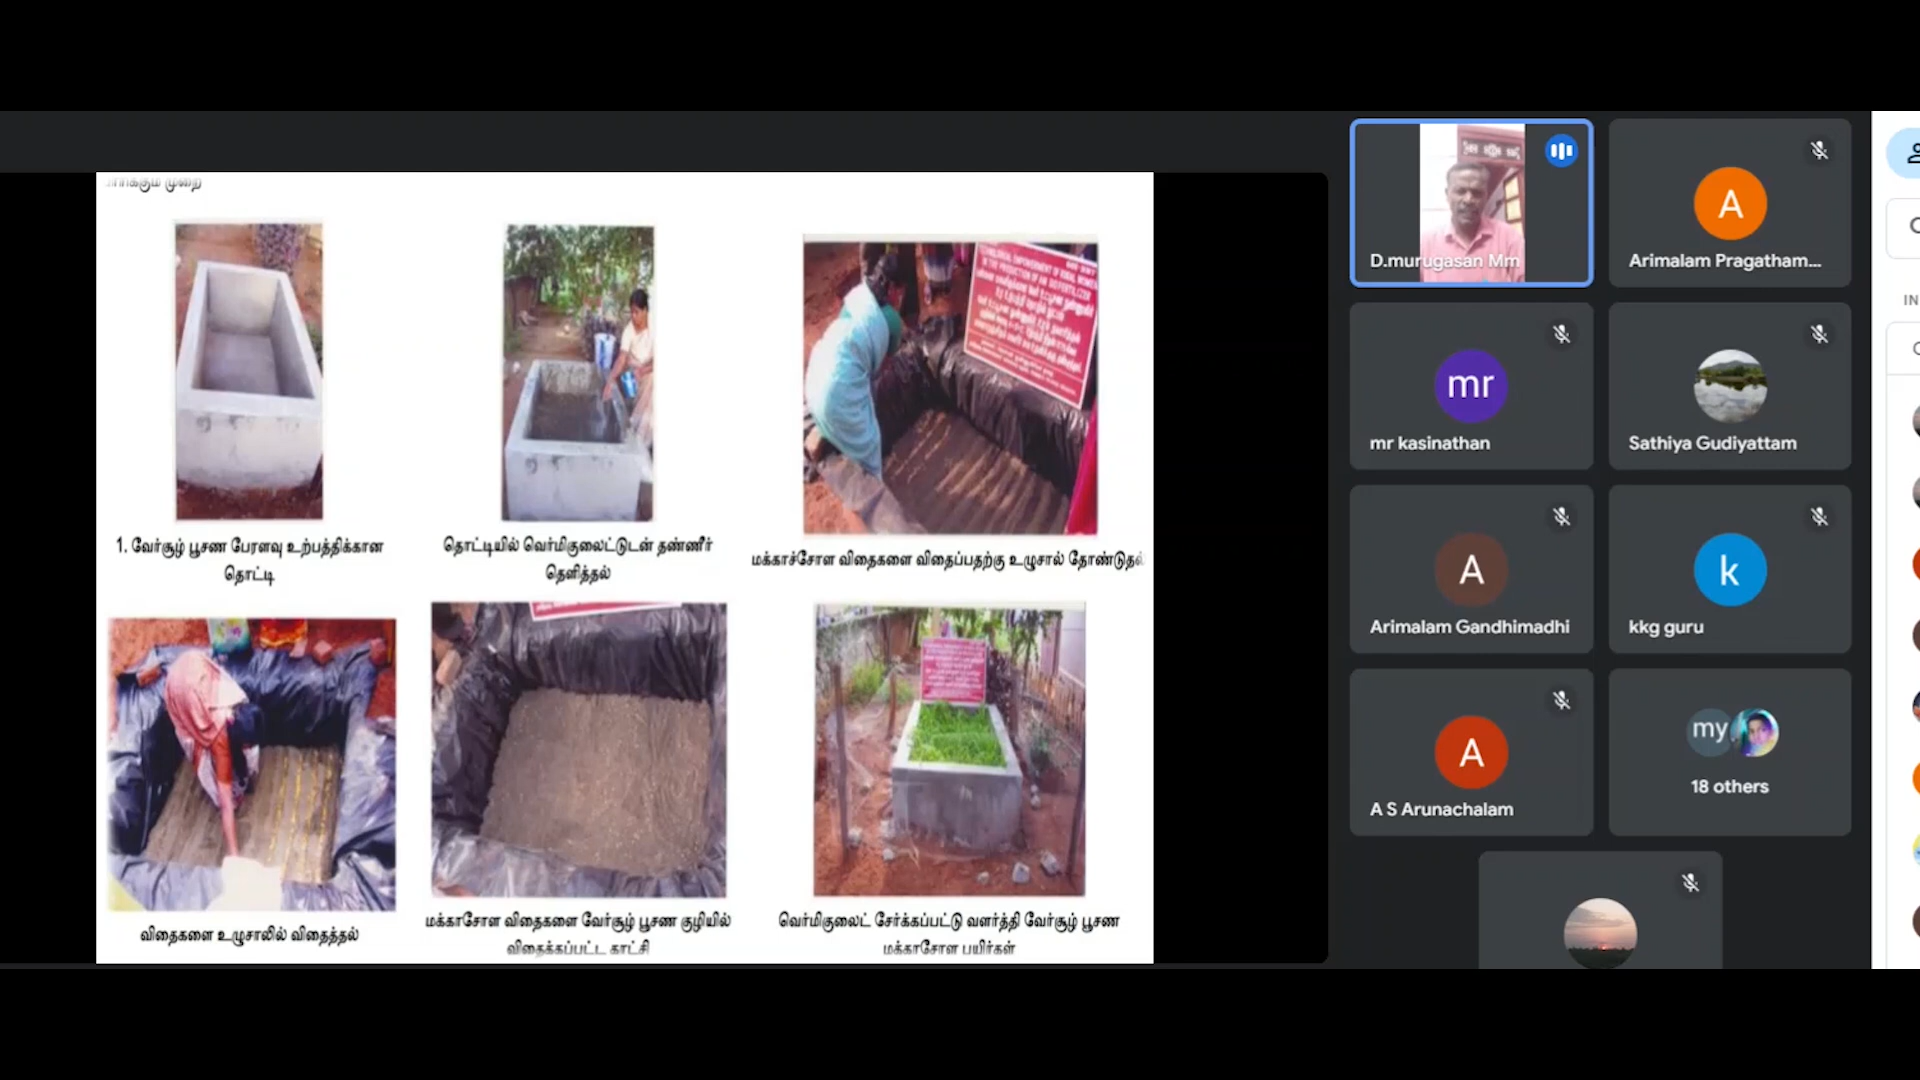 1. வேர்சூழ் பூசண பேரளவு உற்பத்திக்கான
தொட்டி
தொட்டியில் வெர்மிகுலைட்டுடன் தண்ணீர்
தெளித்தல்
மக்காச்சோள விதைகளை விதைப்பதற்கு உழுசால் தோண்டுதல்
விதைகளை உழுசாலில் விதைத்தல்
மக்காசோள விதைகளை வேர்சூழ் பூசண குழியில்
விதைக்கப்பட்ட காட்சி
வெர்மிகுலைட் சேர்க்கப்பட்டு வளர்த்தி வேர்சூழ் பூசண
மக்காசோள பயிர்கள்
D.murugasan Mm
A
Arimalam Pragatham...
mr
mr kasinathan
Sathiya Gudiyattam
A
Arimalam Gandhimadhi
k
kkg guru
A
A S Arunachalam
my
18 others
IN